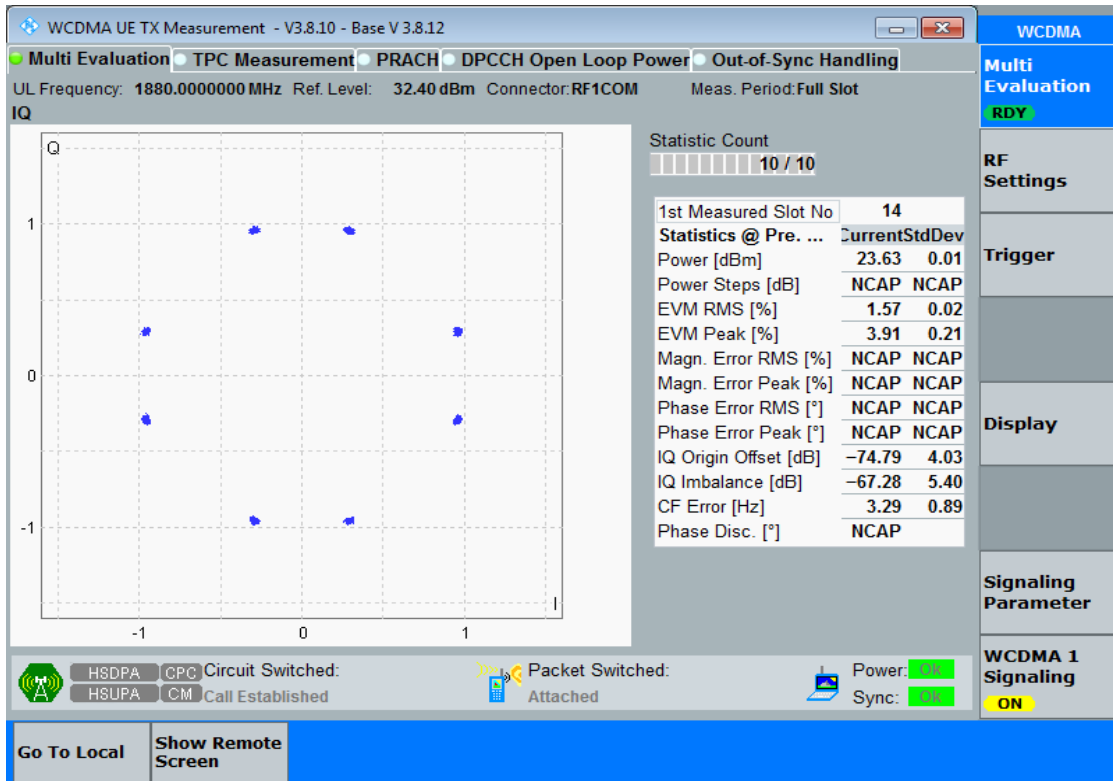 WCDMA UE TX Measurement - V3.8.10 - Base V 3.8.12
WCDMA
Multi Evaluation TPC Measurement PRACH DPCCH Open Loop Power Out-of-Sync Handling
Multi
Evaluation
RDY
UL Frequency: 1880.0000000 MHz Ref. Level: 32.40 dBm Connector: RF1COM Meas. Period: Full Slot
IQ
Q
1
0
-1
I
-1 0 1
Statistic Count
10 / 10
1st Measured Slot No 14
Statistics @ Pre. ... Current StdDev
Power [dBm] 23.63 0.01
Power Steps [dB] NCAP NCAP
EVM RMS [%] 1.57 0.02
EVM Peak [%] 3.91 0.21
Magn. Error RMS [%] NCAP NCAP
Magn. Error Peak [%] NCAP NCAP
Phase Error RMS [°] NCAP NCAP
Phase Error Peak [°] NCAP NCAP
IQ Origin Offset [dB] −74.79 4.03
IQ Imbalance [dB] −67.28 5.40
CF Error [Hz] 3.29 0.89
Phase Disc. [°] NCAP
RF
Settings
Trigger
Display
Signaling
Parameter
WCDMA 1
Signaling
ON
HSDPA CPC Circuit Switched: Packet Switched: Power: Ok
HSUPA CM Call Established Attached Sync: Ok
Go To Local
Show Remote
Screen